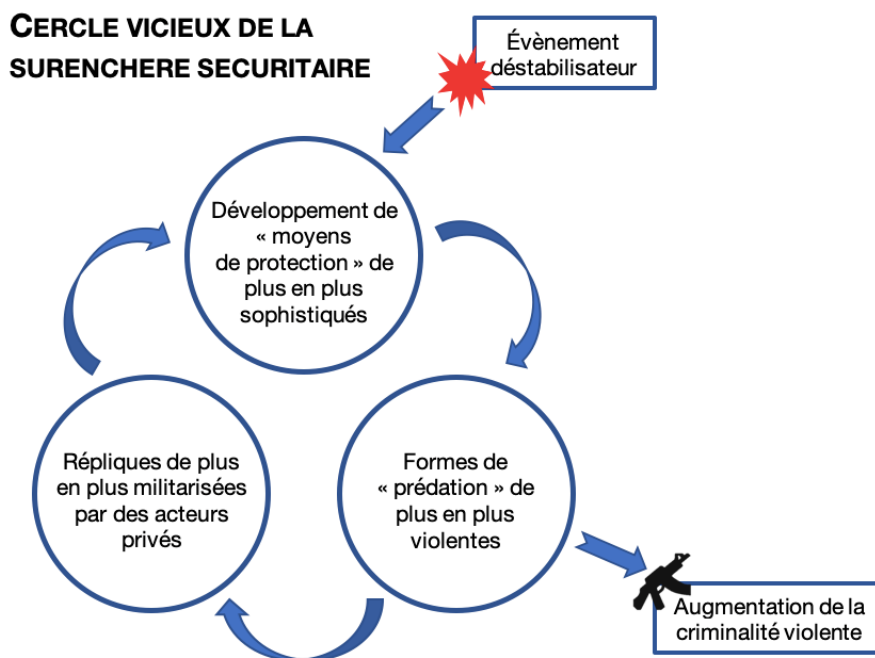 CERCLE VICIEUX DE LA
SURENCHERE SECURITAIRE
Évènement
déstabilisateur
Développement de
« moyens
de protection » de
plus en plus
sophistiqués
Répliques de plus
en plus militarisées
par des acteurs
privés
Formes de
« prédation » de
plus en plus
violentes
Augmentation de la
criminalité violente